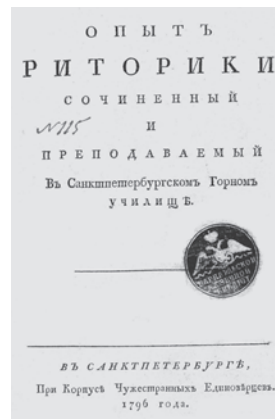 ОПЫТЪ
РИТОРИКИ
СОЧИНЕННЫЙ
№115
И
ПРЕПОДАВАЕМЫЙ
Въ Санктпетербургскомъ Горномъ
училищѣ.
ВЪ САНКТПЕТЕРБУРГѢ,
При Корпусѣ Чужестранныхъ Единовѣрцевъ.
1796 года.